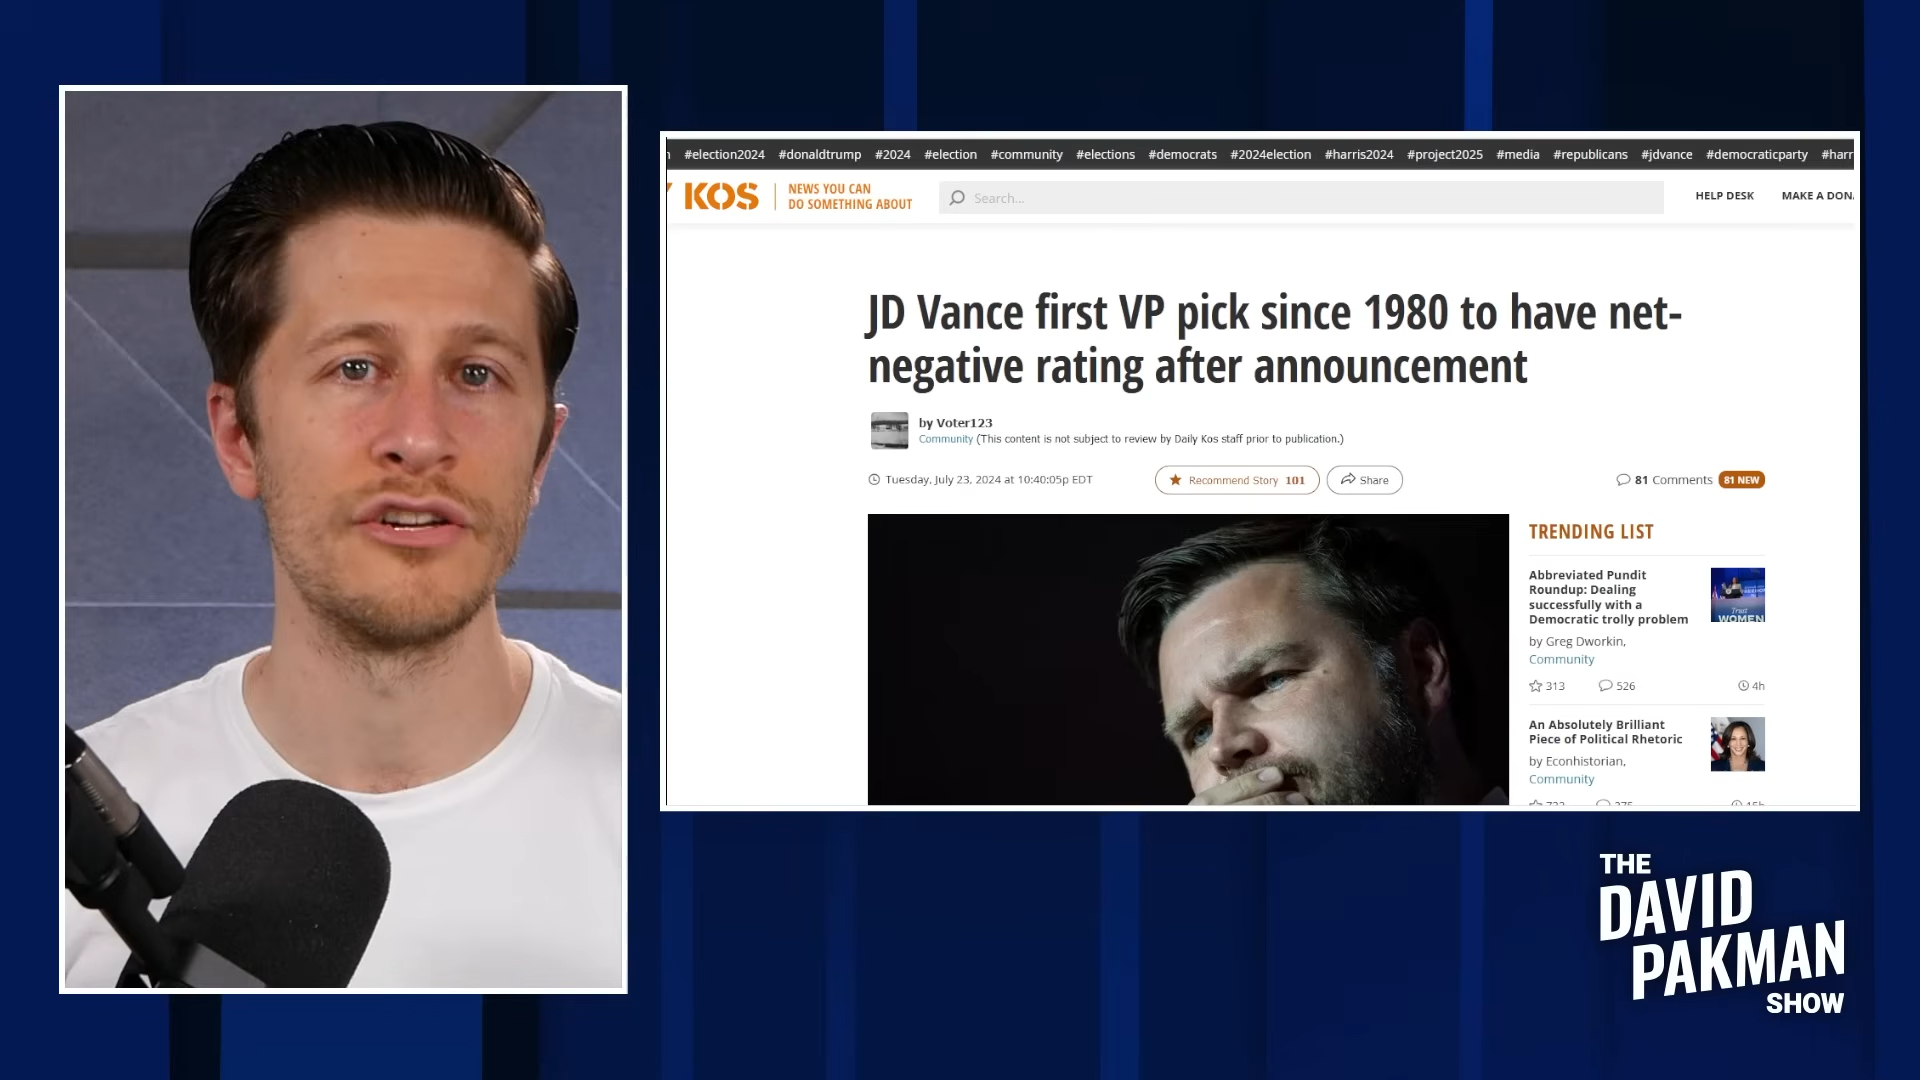 #election2024 #donaldtrump #2024 #election #community #elections #democrats #2024election #harris2024 #project2025 #media #republicans #jdvance #democraticparty #harr
KOS
NEWS YOU CAN
DO SOMETHING ABOUT
Search...
HELP DESK
MAKE A DON
JD Vance first VP pick since 1980 to have net-
negative rating after announcement
by Voter123
Community (This content is not subject to review by Daily Kos staff prior to publication.)
Tuesday, July 23, 2024 at 10:40:05p EDT
Recommend Story 101
Share
81 Comments 81 NEW
TRENDING LIST
Abbreviated Pundit
Roundup: Dealing
successfully with a
Democratic trolly problem
by Greg Dworkin,
Community
313 526 4h
Trust
WOMEN
An Absolutely Brilliant
Piece of Political Rhetoric
by Econhistorian,
Community
THE
DAVID
PAKMAN
SHOW